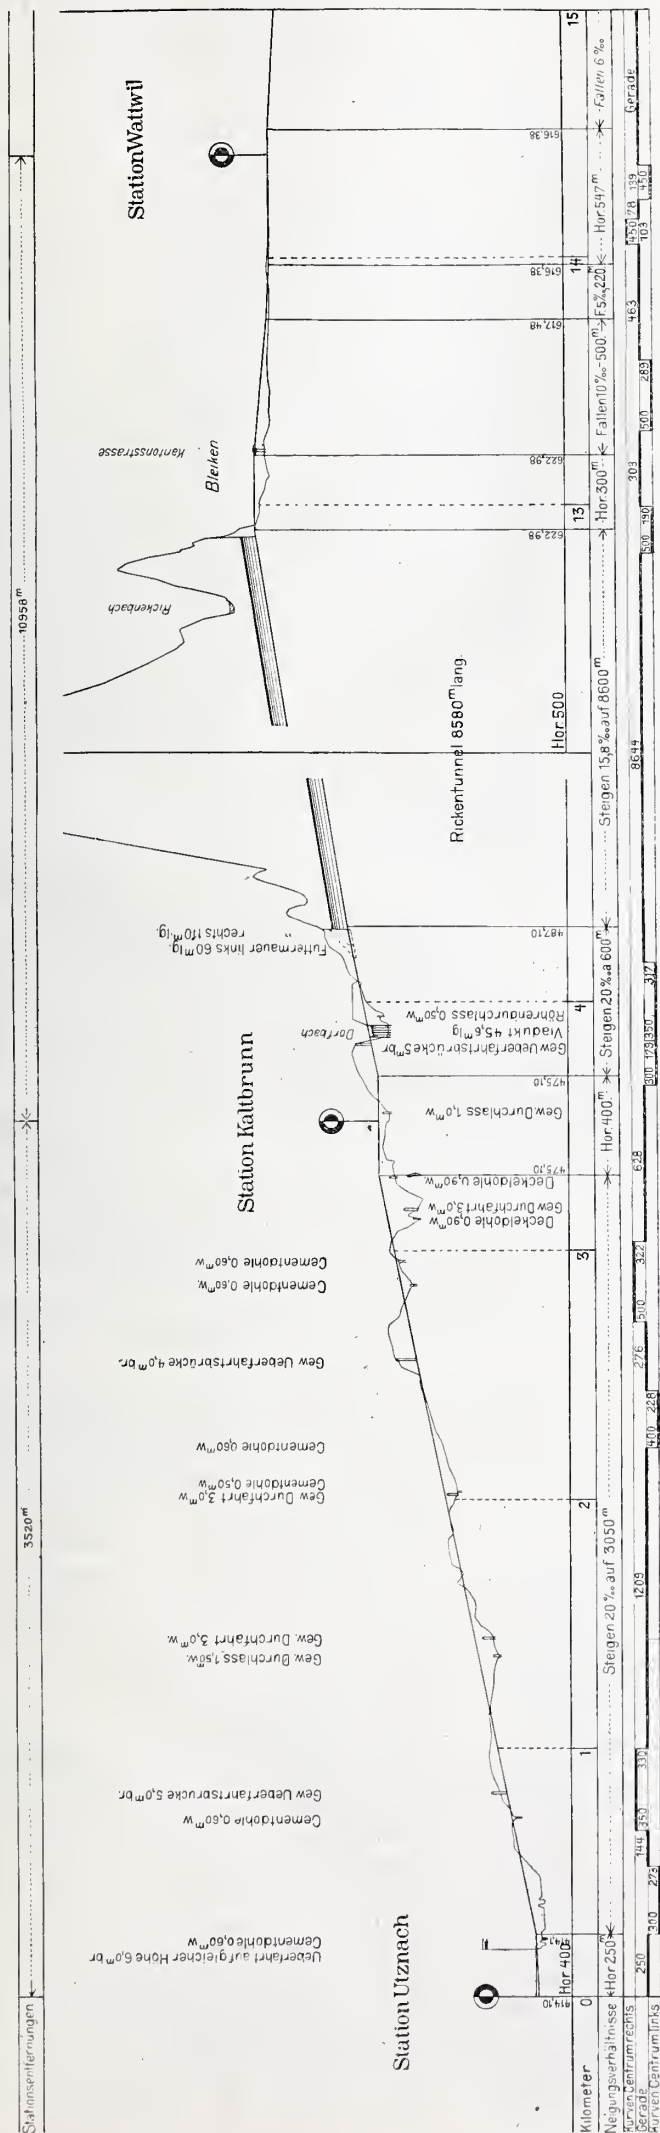 Stationsentfernungen
3520m
10958m
Station Utznach
Station Kaltbrunn
Station Wattwil
Ueberfahrt auf gleicher Höhe 6,0m br
Cementdohle 0,60m w
Cementdohle 0,60m w
Gew Ueberfahrtsbrücke 5,0m br.
Gew. Durchlass 1,50m w.
Gew. Durchfahrt 3,0m w.
Gew Durchfahrt 3,0m w
Cementdohle 0,50m w
Cementdohle 0,60m w
Gew Ueberfahrtsbrücke 4,0m br.
Cementdohle 0,60m w.
Cementdohle 0,60m w
Deckeldohle 0,90m w
Gew Durchfahrt 3,0m w
Deckeldohle 0,90m w
Gew. Durchlass 1,0m w
Gew Ueberfahrtsbrücke 5m br
Viadukt 45,6m lg
Röhrendurchlass 0,50m w
Dorfbach
Futtermauer links 60m lg.
" rechts 110m lg.
Rickentunnel 8580m lang.
Rickenbach
Bleiken
Kantonsstrasse
Hor 400
Hor. 500
414,10
475,10
475,10
487,10
622,98
622,98
617,48
616,38
616,38
Kilometer
0 1 2 3 4 13 14 15
Neigungsverhältnisse
Hor 250m
Steigen 20 ‰ auf 3050m
Hor. 400m
Steigen 20 ‰ a 600m
Steigen 15,8 ‰ auf 8600m
Hor. 300m
Fallen 10 ‰ - 500m
F. 5‰, 220m
Hor. 547m
Fallen 6 ‰
Kurven Centrum rechts
350 330 500 322 500 190 450 78
Gerade
250 144 1209 276 628 8644 303 463 139 Gerade
Kurven Centrum links
300 273 400 228 300 179 350 317 500 289 103 450